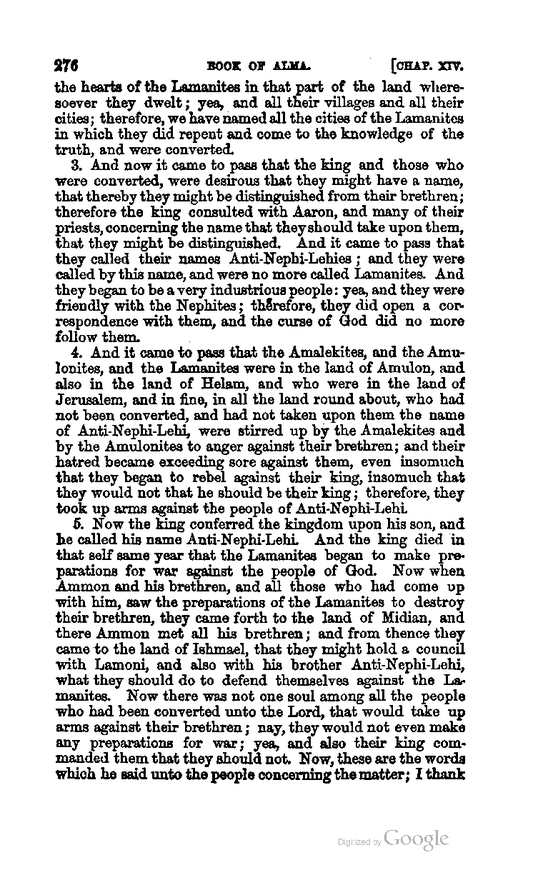 276 BOOK OF ALMA. [CHAP. XIV.
the hearts of the Lamanites in that part of the land where-
soever they dwelt; yea, and all their villages and all their
cities; therefore, we have named all the cities of the Lamanites
in which they did repent and come to the knowledge of the
truth, and were converted.
3. And now it came to pass that the king and those who
were converted, were desirous that they might have a name,
that thereby they might be distinguished from their brethren;
therefore the king consulted with Aaron, and many of their
priests, concerning the name that they should take upon them,
that they might be distinguished. And it came to pass that
they called their names Anti-Nephi-Lehies; and they were
called by this name, and were no more called Lamanites. And
they began to be a very industrious people: yea, and they were
friendly with the Nephites; therefore, they did open a cor-
respondence with them, and the curse of God did no more
follow them.
4. And it came to pass that the Amalekites, and the Amu-
lonites, and the Lamanites were in the land of Amulon, and
also in the land of Helam, and who were in the land of
Jerusalem, and in fine, in all the land round about, who had
not been converted, and had not taken upon them the name
of Anti-Nephi-Lehi, were stirred up by the Amalekites and
by the Amulonites to anger against their brethren; and their
hatred became exceeding sore against them, even insomuch
that they began to rebel against their king, insomuch that
they would not that he should be their king; therefore, they
took up arms against the people of Anti-Nephi-Lehi.
5. Now the king conferred the kingdom upon his son, and
he called his name Anti-Nephi-Lehi. And the king died in
that self same year that the Lamanites began to make pre-
parations for war against the people of God. Now when
Ammon and his brethren, and all those who had come up
with him, saw the preparations of the Lamanites to destroy
their brethren, they came forth to the land of Midian, and
there Ammon met all his brethren; and from thence they
came to the land of Ishmael, that they might hold a council
with Lamoni, and also with his brother Anti-Nephi-Lehi,
what they should do to defend themselves against the La-
manites. Now there was not one soul among all the people
who had been converted unto the Lord, that would take up
arms against their brethren; nay, they would not even make
any preparations for war; yea, and also their king com-
manded them that they should not. Now, these are the words
which he said unto the people concerning the matter; I thank
Digitized by Google